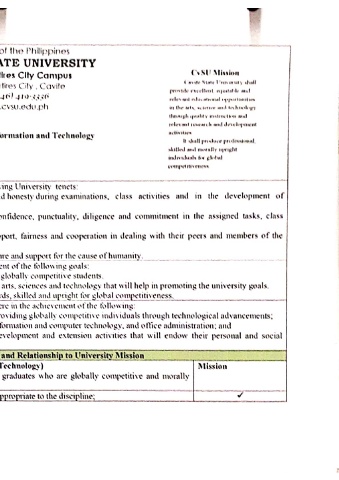 of the Philippines
ATE UNIVERSITY
ires City Campus
ires City , Cavite
46) 419-3326
.cvsu.edu.ph
CvSU Mission
Cavite State University shall
provide excellent, equitable and
relevant educational opportunities
in the arts, science and technology
through quality instruction and
relevant research and development
activities.
It shall produce professional,
skilled and morally upright
individuals for global
competitiveness.
formation and Technology
ing University tenets:
d honesty during examinations, class activities and in the development of
nfidence, punctuality, diligence and commitment in the assigned tasks, class
pport, fairness and cooperation in dealing with their peers and members of the
re and support for the cause of humanity.
ent of the following goals:
globally competitive students.
arts, sciences and technology that will help in promoting the university goals.
ds, skilled and upright for global competitiveness.
ere in the achievement of the following:
roviding globally competitive individuals through technological advancements;
formation and computer technology, and office administration; and
evelopment and extension activities that will endow their personal and social
and Relationship to University Mission
Technology)
Mission
graduates who are globally competitive and morally
ppropriate to the discipline;
✓